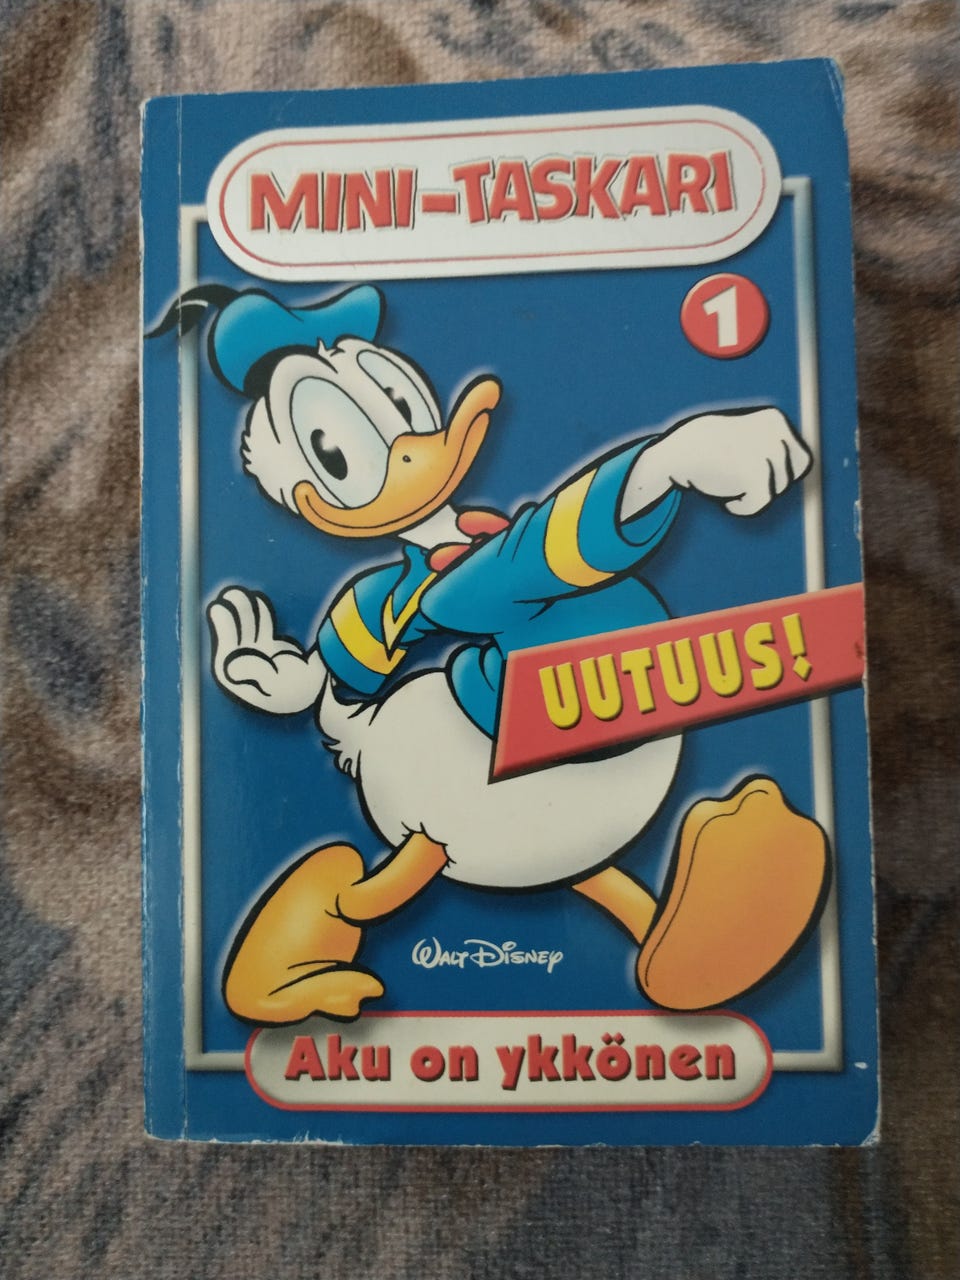 MINI-TASKARI
1
UUTUUS!
WALT DISNEY
Aku on ykkönen